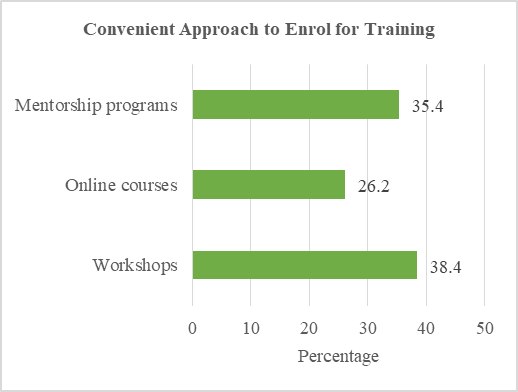 Convenient Approach to Enrol for Training
Mentorship programs 35.4
Online courses 26.2
Workshops 38.4
0 10 20 30 40 50
Percentage